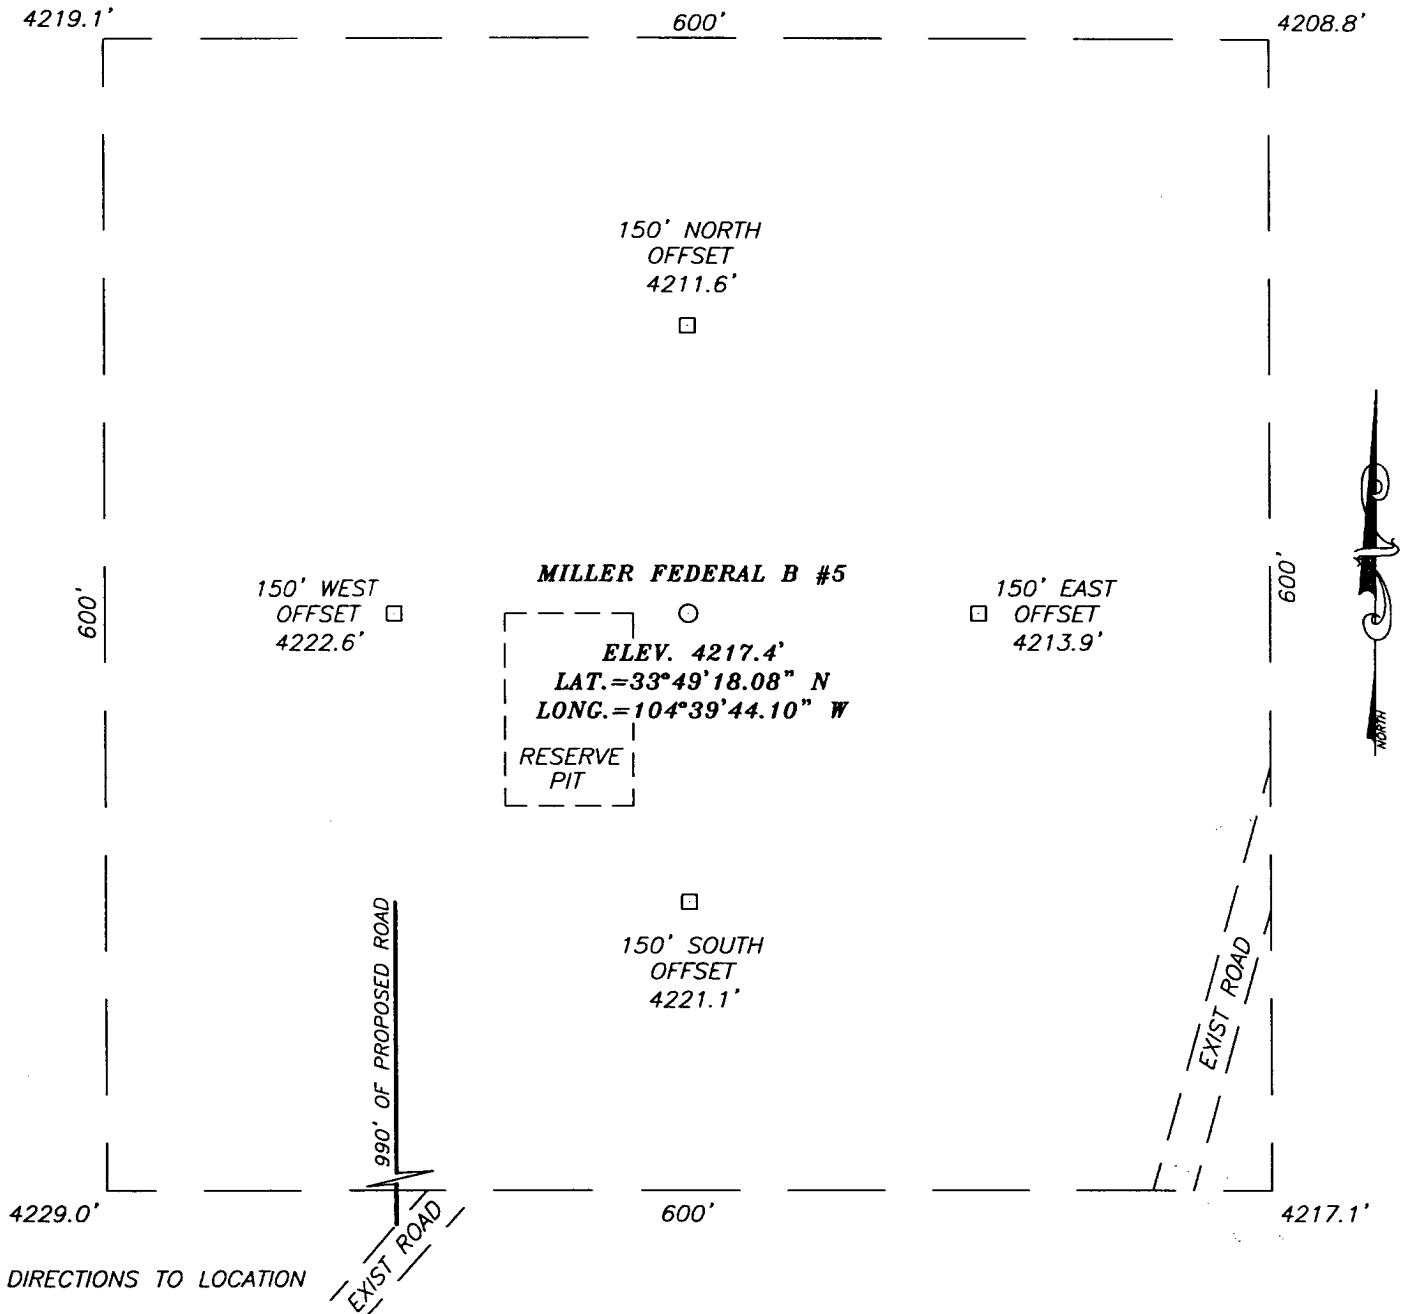 4219.1'
600'
4208.8'
150' NORTH
OFFSET
4211.6'
MILLER FEDERAL B #5
150' WEST
OFFSET
4222.6'
150' EAST
OFFSET
4213.9'
600'
600'
ELEV. 4217.4'
LAT.=33°49'18.08" N
LONG.=104°39'44.10" W
NORTH
RESERVE
PIT
990' OF PROPOSED ROAD
150' SOUTH
OFFSET
4221.1'
EXIST ROAD
4229.0'
600'
4217.1'
EXIST ROAD
DIRECTIONS TO LOCATION